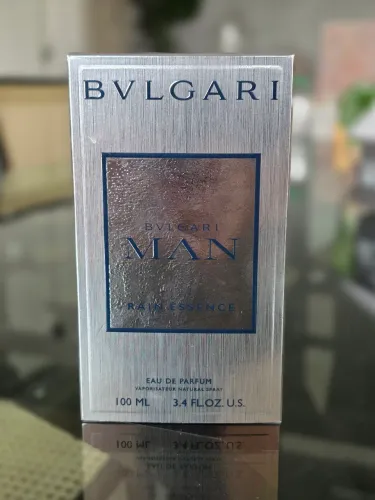 BVLGARI
BVLGARI
MAN
RAIN ESSENCE
EAU DE PARFUM
VAPORISATEUR NATURAL SPRAY
100 ML 3.4 FL.OZ. U.S.